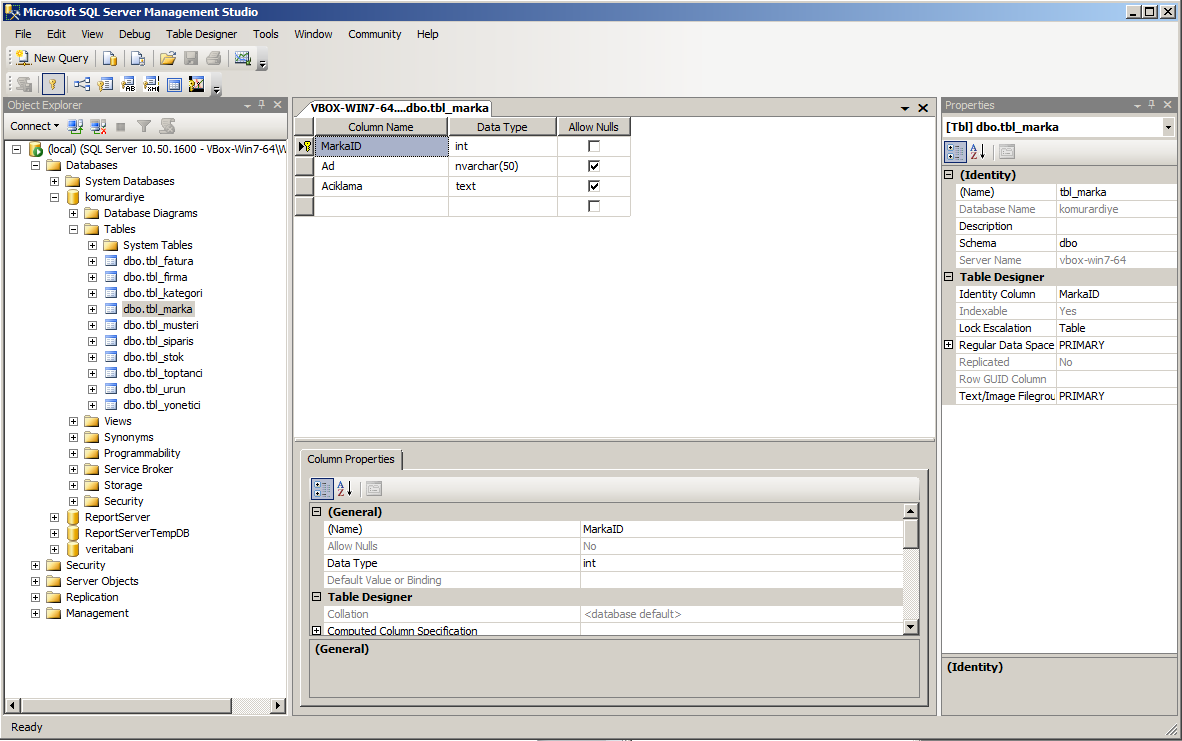 Microsoft SQL Server Management Studio
File Edit View Debug Table Designer Tools Window Community Help
New Query
Object Explorer
Connect
(local) (SQL Server 10.50.1600 - VBox-Win7-64\W
Databases
System Databases
komurardiye
Database Diagrams
Tables
System Tables
dbo.tbl_fatura
dbo.tbl_firma
dbo.tbl_kategori
dbo.tbl_marka
dbo.tbl_musteri
dbo.tbl_siparis
dbo.tbl_stok
dbo.tbl_toptanci
dbo.tbl_urun
dbo.tbl_yonetici
Views
Synonyms
Programmability
Service Broker
Storage
Security
ReportServer
ReportServerTempDB
veritabani
Security
Server Objects
Replication
Management
VBOX-WIN7-64....dbo.tbl_marka
Column Name Data Type Allow Nulls
MarkaID int
Ad nvarchar(50)
Aciklama text
Column Properties
(General)
(Name) MarkaID
Allow Nulls No
Data Type int
Default Value or Binding
Table Designer
Collation <database default>
Computed Column Specification
(General)
Properties
[Tbl] dbo.tbl_marka
(Identity)
(Name) tbl_marka
Database Name komurardiye
Description
Schema dbo
Server Name vbox-win7-64
Table Designer
Identity Column MarkaID
Indexable Yes
Lock Escalation Table
Regular Data Space PRIMARY
Replicated No
Row GUID Column
Text/Image Filegrou PRIMARY
(Identity)
Ready